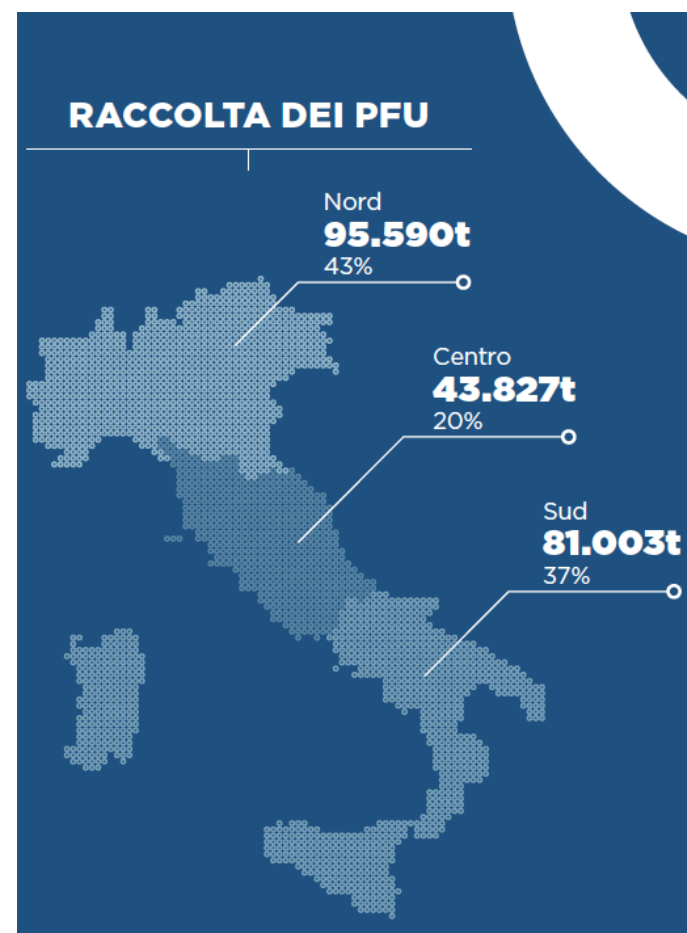 RACCOLTA DEI PFU
Nord
95.590t
43%
Centro
43.827t
20%
Sud
81.003t
37%